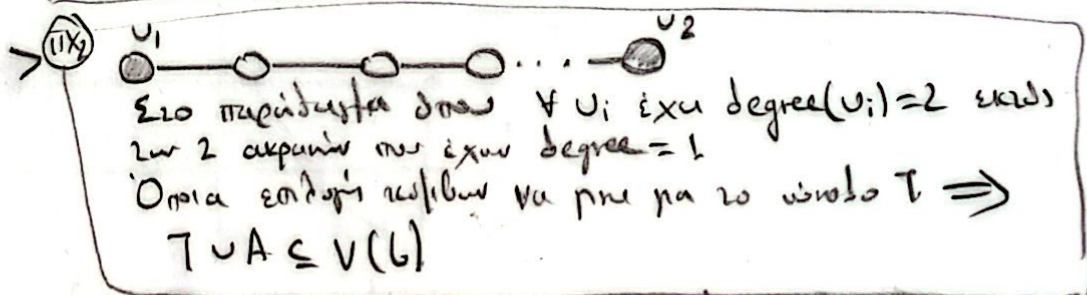 πχ₂ υ₁ υ₂
Στο παράδειγμα όπου ∀ υᵢ έχει degree(υᵢ)=2 εκτός
των 2 ακραίων που έχουν degree=1
Όποια επιλογή κόμβων να γίνει για το σύνολο T ⟹
T ∪ A ⊆ V(G)